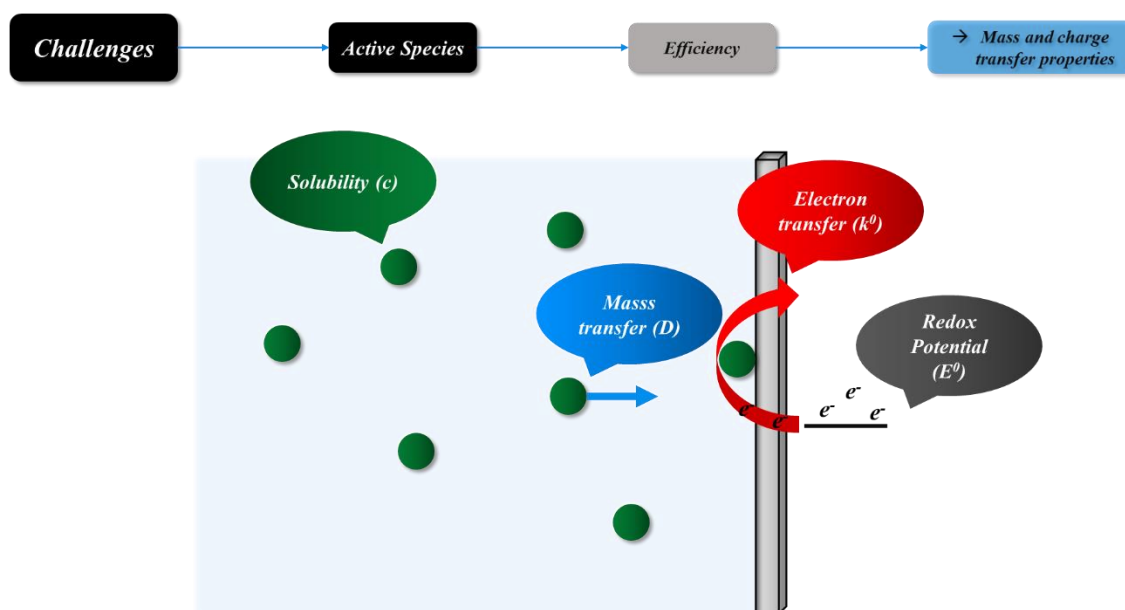 Challenges
Active Species
Efficiency
→ Mass and charge
transfer properties
Solubility (c)
Electron
transfer (k⁰)
Masss
transfer (D)
Redox
Potential
(E⁰)
e⁻
e⁻
e⁻
e⁻
e⁻